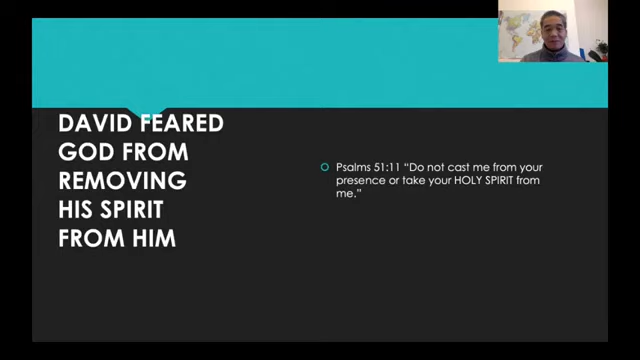 DAVID FEARED
GOD FROM
REMOVING
HIS SPIRIT
FROM HIM
Psalms 51:11 “Do not cast me from your
presence or take your HOLY SPIRIT from
me.”